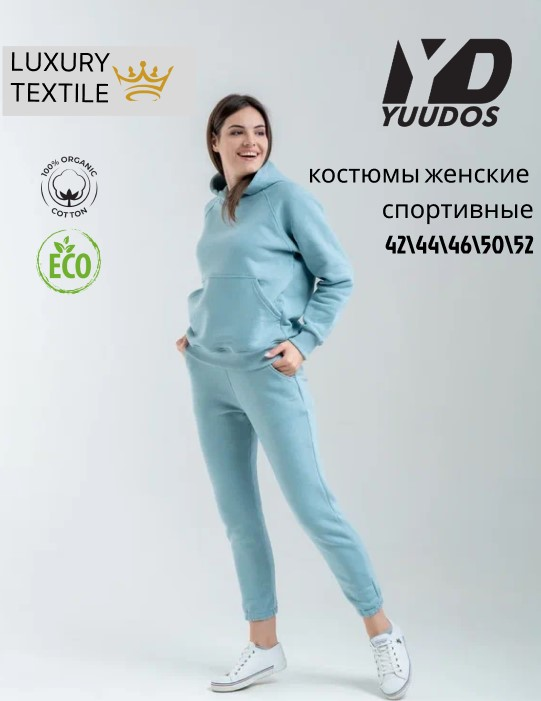 LUXURY
TEXTILE
YD
YUUDOS
100% ORGANIC
COTTON
ECO
костюмы женские
спортивные
42\44\46\50\52